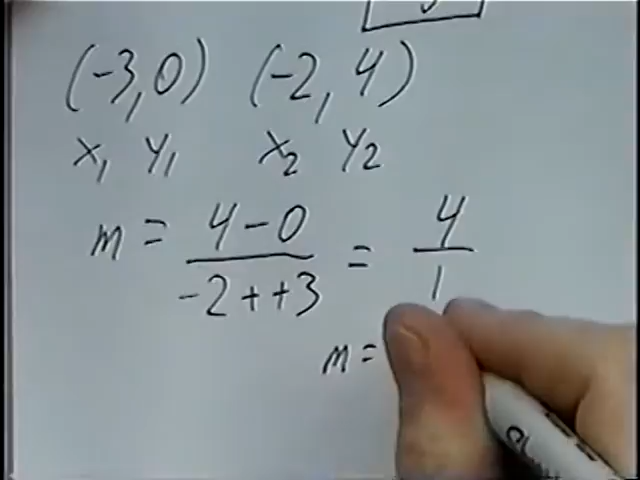 (-3,0) (-2,4)
x₁ y₁ x₂ y₂
m = 4-0/-2++3 = 4/1
m =